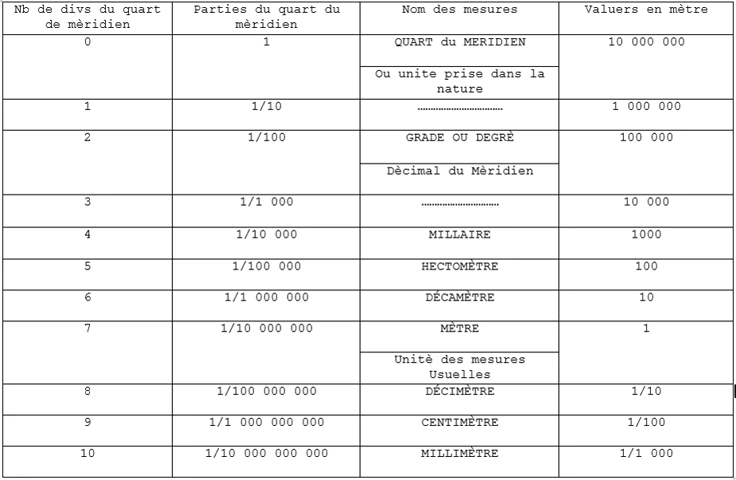 Nb de divs du quart de mèridien Parties du quart du mèridien Nom des mesures Valuers en mètre
0 1 QUART du MERIDIEN 10 000 000
Ou unite prise dans la nature
1 1/10 ……………………………… 1 000 000
2 1/100 GRADE OU DEGRÈ 100 000
Dècimal du Mèridien
3 1/1 000 ………………………… 10 000
4 1/10 000 MILLAIRE 1000
5 1/100 000 HECTOMÈTRE 100
6 1/1 000 000 DÉCAMÈTRE 10
7 1/10 000 000 MÈTRE 1
Unitè des mesures Usuelles
8 1/100 000 000 DÉCIMÈTRE 1/10
9 1/1 000 000 000 CENTIMÈTRE 1/100
10 1/10 000 000 000 MILLIMÈTRE 1/1 000